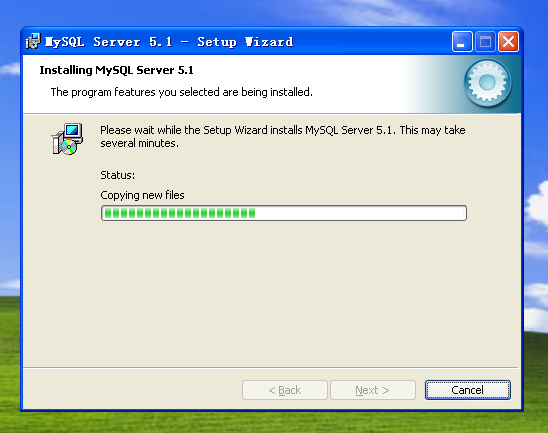 MySQL Server 5.1 - Setup Wizard
Installing MySQL Server 5.1
The program features you selected are being installed.
Please wait while the Setup Wizard installs MySQL Server 5.1. This may take
several minutes.
Status:
Copying new files
< Back
Next >
Cancel